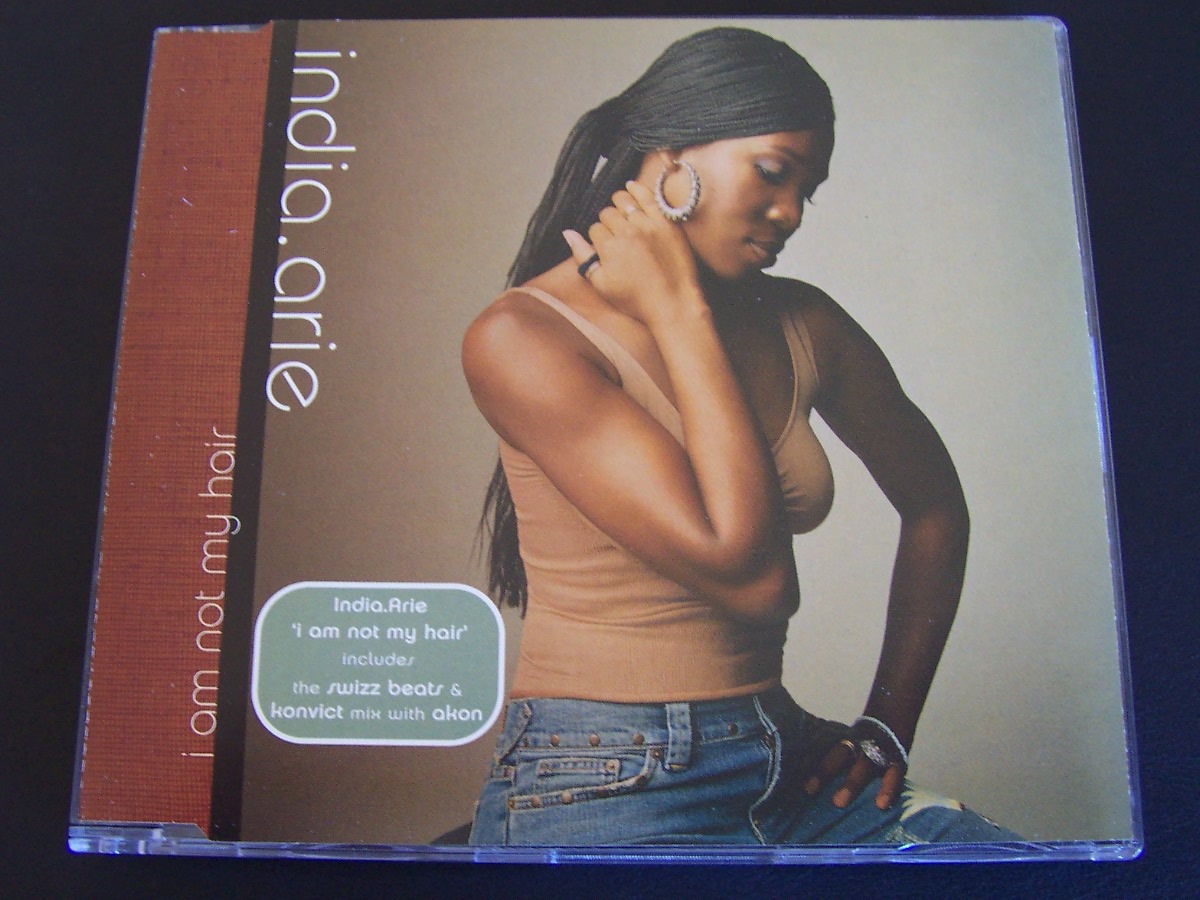 india.arie
i am not my hair
India.Arie
'i am not my hair'
includes
the swizz beats &
konvict mix with akon